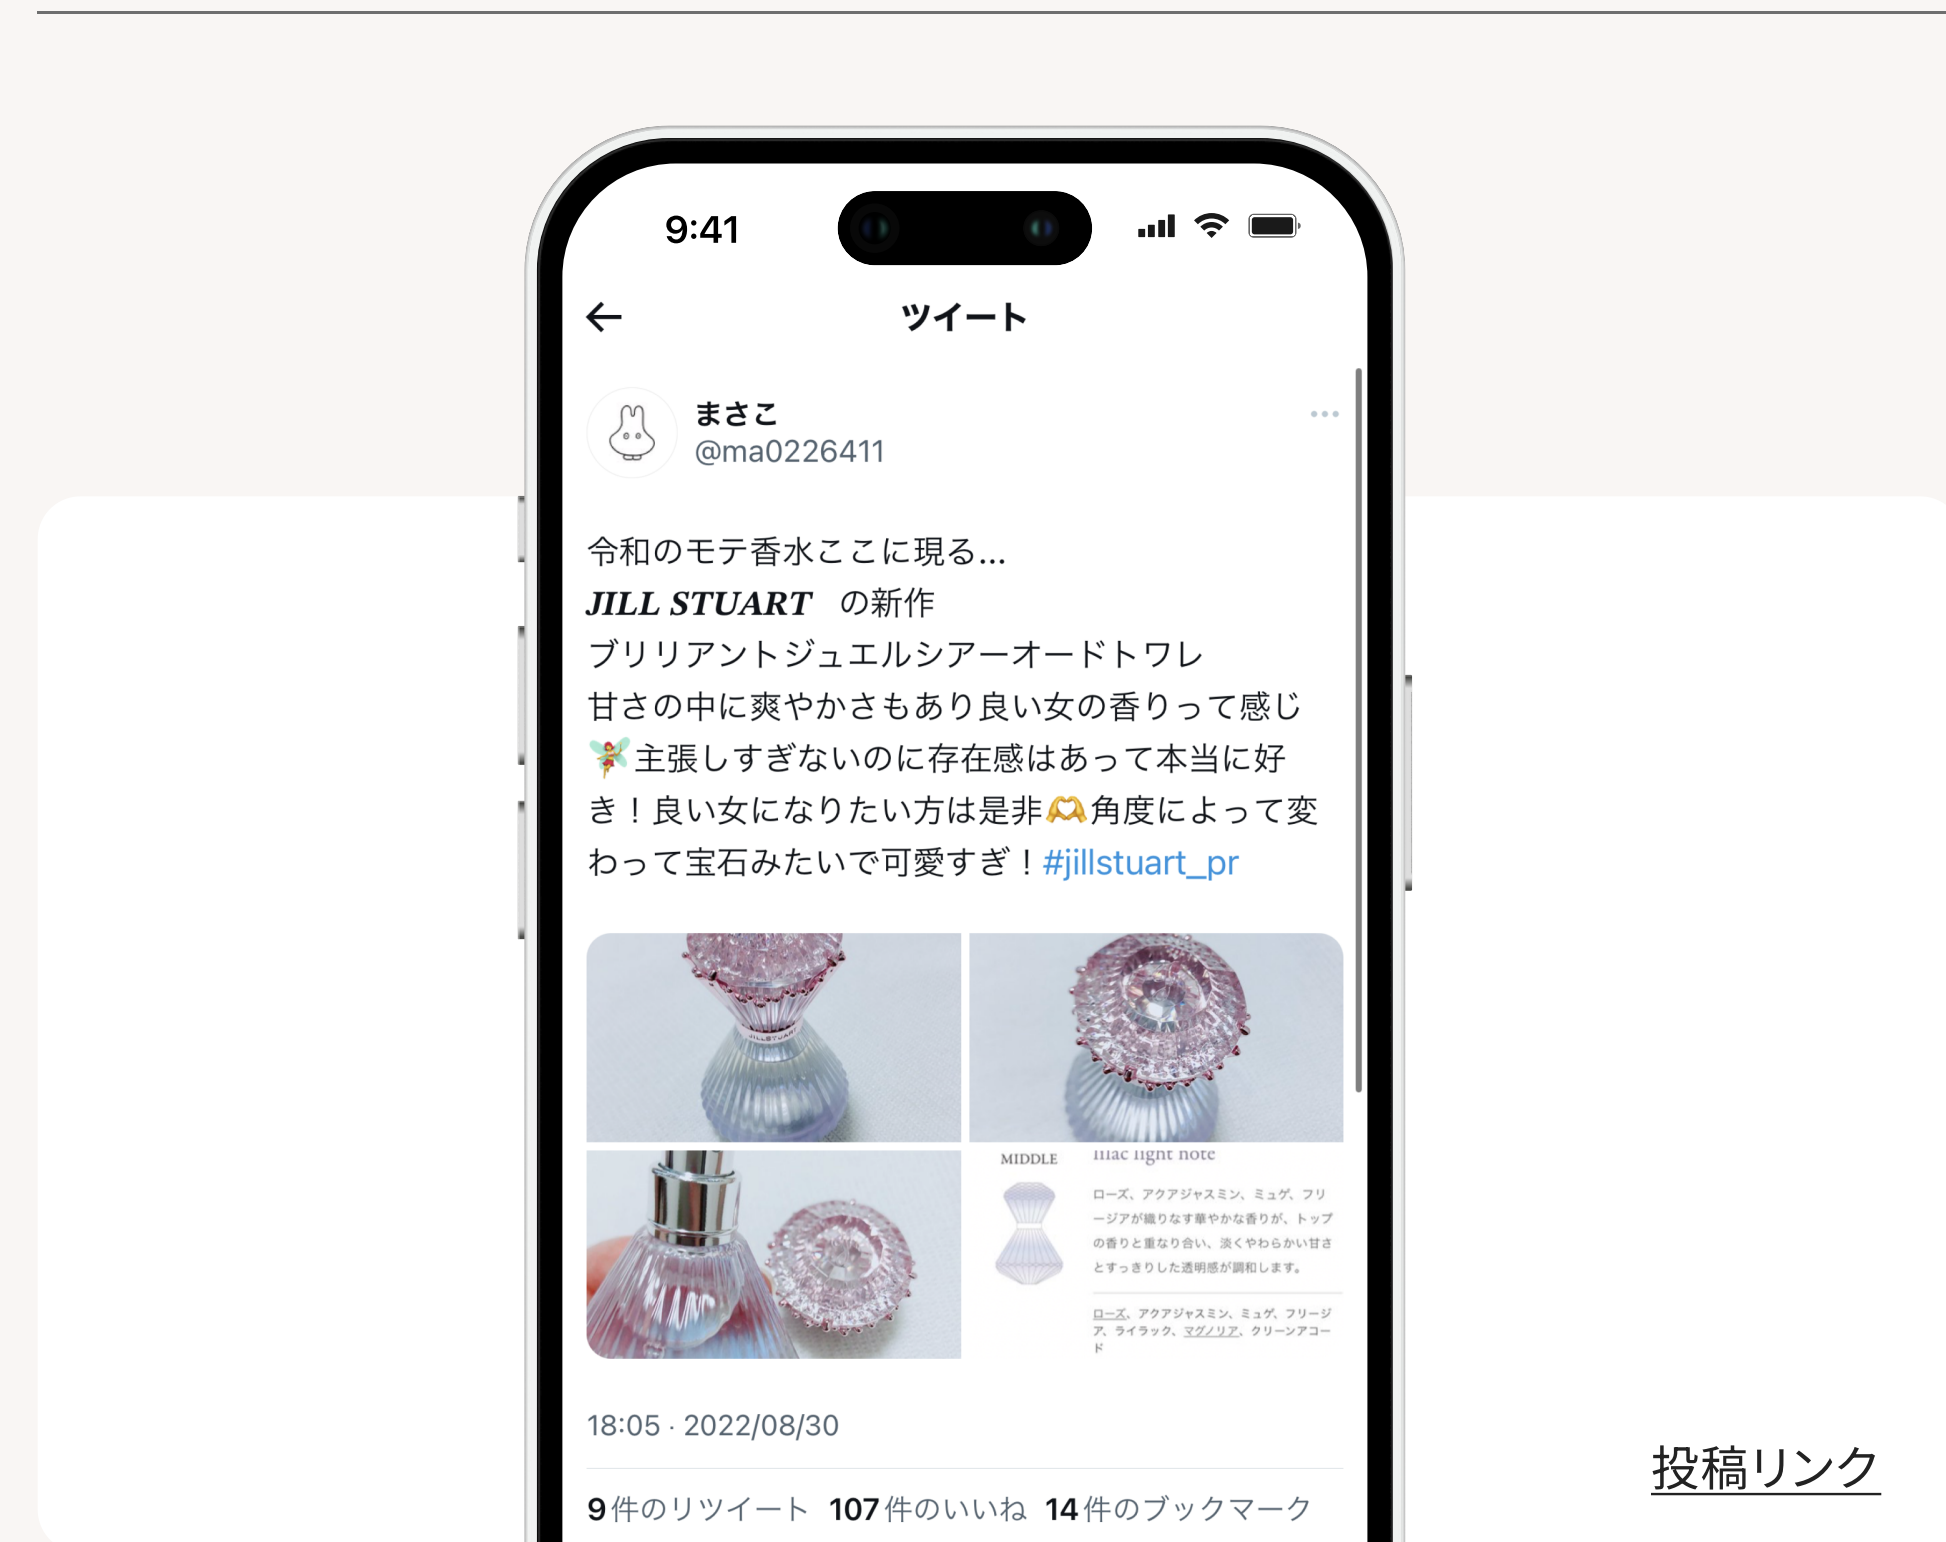 9:41
ツイート
まさこ
@ma0226411
令和のモテ香水ここに現る...
JILL STUART の新作
ブリリアントジュエルシアーオードトワレ
甘さの中に爽やかさもあり良い女の香りって感じ
🧚主張しすぎないのに存在感はあって本当に好
き！良い女になりたい方は是非🫶角度によって変
わって宝石みたいで可愛すぎ！#jillstuart_pr
JILLSTUART
MIDDLE
lilac light note
ローズ、アクアジャスミン、ミュゲ、フリ
ージアが織りなす華やかな香りが、トップ
の香りと重なり合い、淡くやわらかい甘さ
とすっきりした透明感が調和します。
ローズ、アクアジャスミン、ミュゲ、フリージ
ア、ライラック、マグノリア、クリーンアコー
ド
18:05 · 2022/08/30
9件のリツイート 107件のいいね 14件のブックマーク
投稿リンク